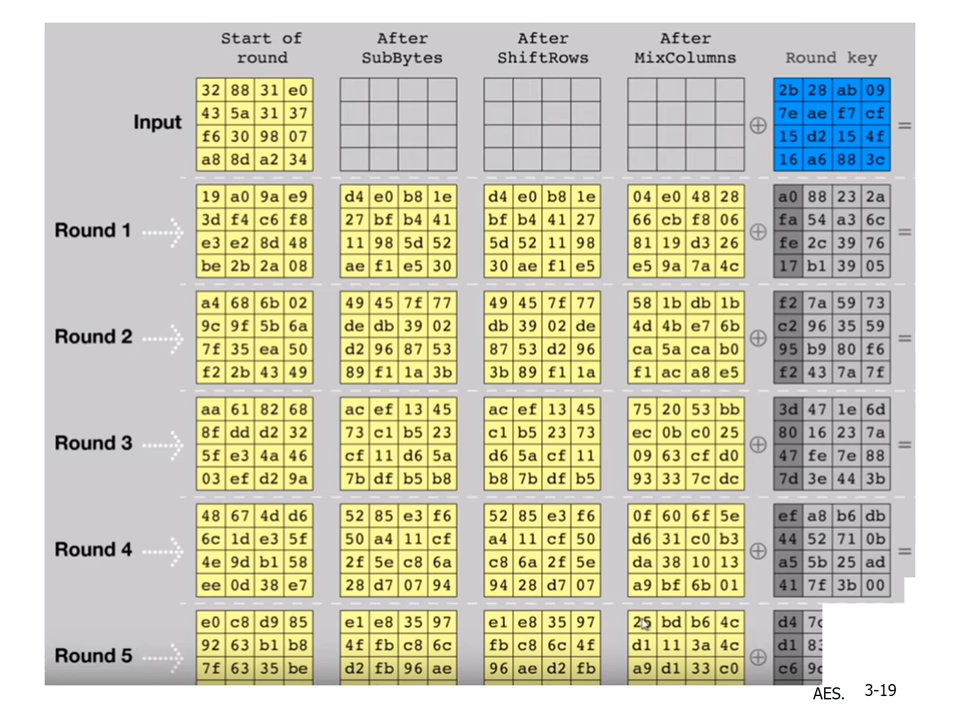 Start of round After SubBytes After ShiftRows After MixColumns Round key
32 88 31 e0 2b 28 ab 09
43 5a 31 37 7e ae f7 cf
Input ⊕ =
f6 30 98 07 15 d2 15 4f
a8 8d a2 34 16 a6 88 3c
19 a0 9a e9 d4 e0 b8 1e d4 e0 b8 1e 04 e0 48 28 a0 88 23 2a
3d f4 c6 f8 27 bf b4 41 bf b4 41 27 66 cb f8 06 fa 54 a3 6c
Round 1 ⊕ =
e3 e2 8d 48 11 98 5d 52 5d 52 11 98 81 19 d3 26 fe 2c 39 76
be 2b 2a 08 ae f1 e5 30 30 ae f1 e5 e5 9a 7a 4c 17 b1 39 05
a4 68 6b 02 49 45 7f 77 49 45 7f 77 58 1b db 1b f2 7a 59 73
9c 9f 5b 6a de db 39 02 db 39 02 de 4d 4b e7 6b c2 96 35 59
Round 2 ⊕ =
7f 35 ea 50 d2 96 87 53 87 53 d2 96 ca 5a ca b0 95 b9 80 f6
f2 2b 43 49 89 f1 1a 3b 3b 89 f1 1a f1 ac a8 e5 f2 43 7a 7f
aa 61 82 68 ac ef 13 45 ac ef 13 45 75 20 53 bb 3d 47 1e 6d
8f dd d2 32 73 c1 b5 23 c1 b5 23 73 ec 0b c0 25 80 16 23 7a
Round 3 ⊕ =
5f e3 4a 46 cf 11 d6 5a d6 5a cf 11 09 63 cf d0 47 fe 7e 88
03 ef d2 9a 7b df b5 b8 b8 7b df b5 93 33 7c dc 7d 3e 44 3b
48 67 4d d6 52 85 e3 f6 52 85 e3 f6 0f 60 6f 5e ef a8 b6 db
6c 1d e3 5f 50 a4 11 cf a4 11 cf 50 d6 31 c0 b3 44 52 71 0b
Round 4 ⊕ =
4e 9d b1 58 2f 5e c8 6a c8 6a 2f 5e da 38 10 13 a5 5b 25 ad
ee 0d 38 e7 28 d7 07 94 94 28 d7 07 a9 bf 6b 01 41 7f 3b 00
e0 c8 d9 85 e1 e8 35 97 e1 e8 35 97 25 bd b6 4c d4
92 63 b1 b8 4f fb c8 6c fb c8 6c 4f d1 11 3a 4c d1 83
Round 5 ⊕
7f 63 35 be d2 fb 96 ae 96 ae d2 fb a9 d1 33 c0 c6
AES. 3-19